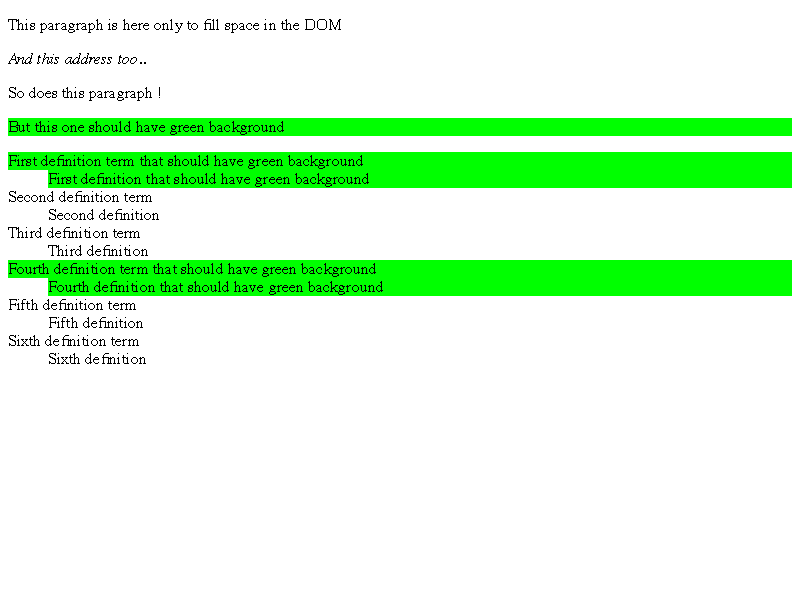 This paragraph is here only to fill space in the DOM
And this address too..
So does this paragraph !
But this one should have green background
First definition term that should have green background
First definition that should have green background
Second definition term
Second definition
Third definition term
Third definition
Fourth definition term that should have green background
Fourth definition that should have green background
Fifth definition term
Fifth definition
Sixth definition term
Sixth definition